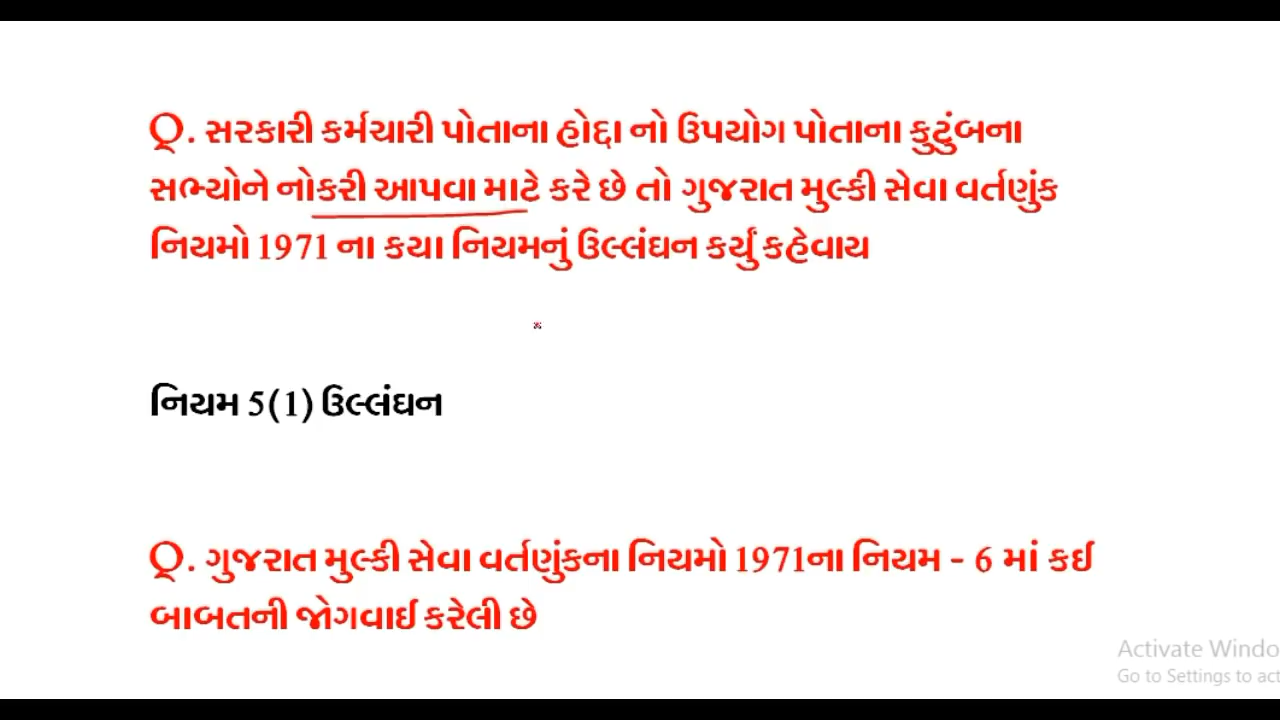 Q. સરકારી કર્મચારી પોતાના હોદ્દા નો ઉપયોગ પોતાના કુટુંબના
સભ્યોને નોકરી આપવા માટે કરે છે તો ગુજરાત મુલ્કી સેવા વર્તણુંક
નિયમો 1971 ના કયા નિયમનું ઉલ્લંઘન કર્યું કહેવાય
નિયમ 5(1) ઉલ્લંઘન
Q. ગુજરાત મુલ્કી સેવા વર્તણુંકના નિયમો 1971ના નિયમ - 6 માં કઈ
બાબતની જોગવાઈ કરેલી છે
Activate Windo
Go to Settings to act